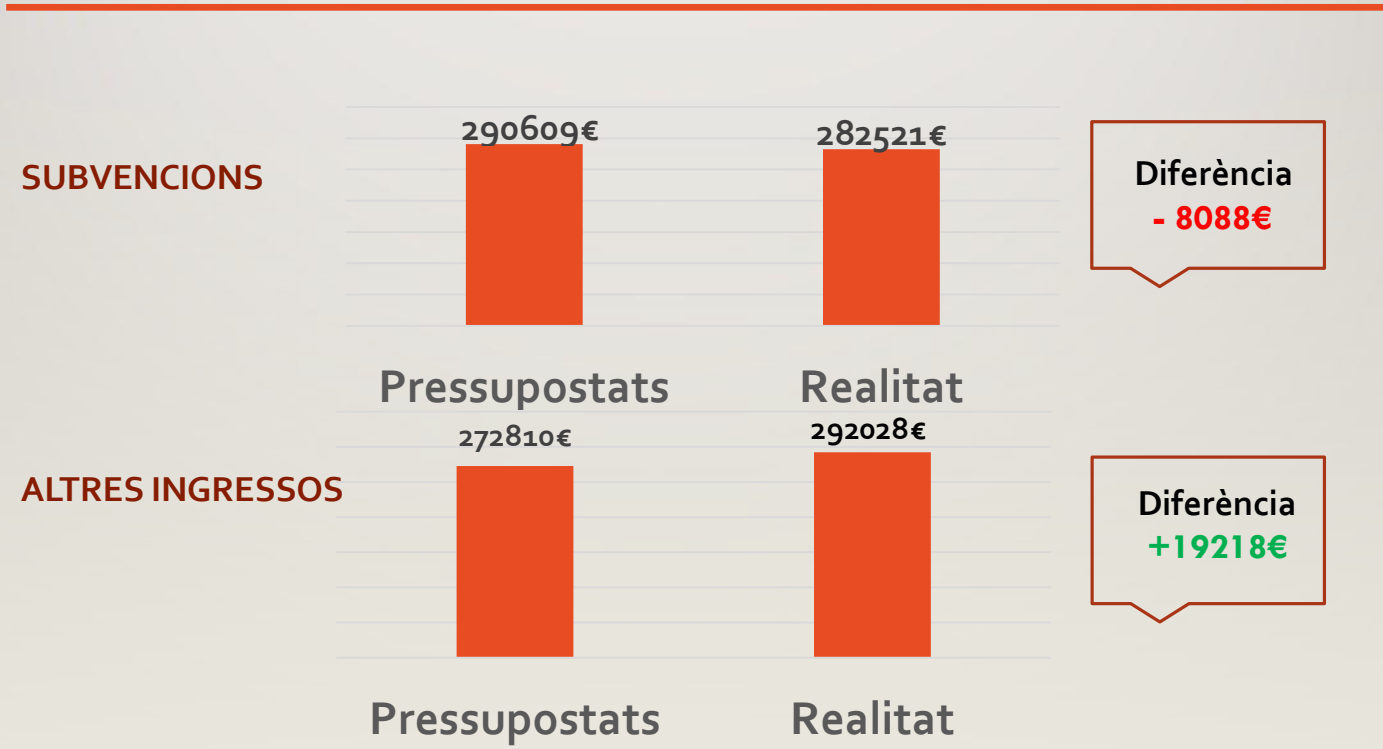 290609€
282521€
SUBVENCIONS
Diferència
- 8088€
Pressupostats
Realitat
272810€
292028€
ALTRES INGRESSOS
Diferència
+19218€
Pressupostats
Realitat